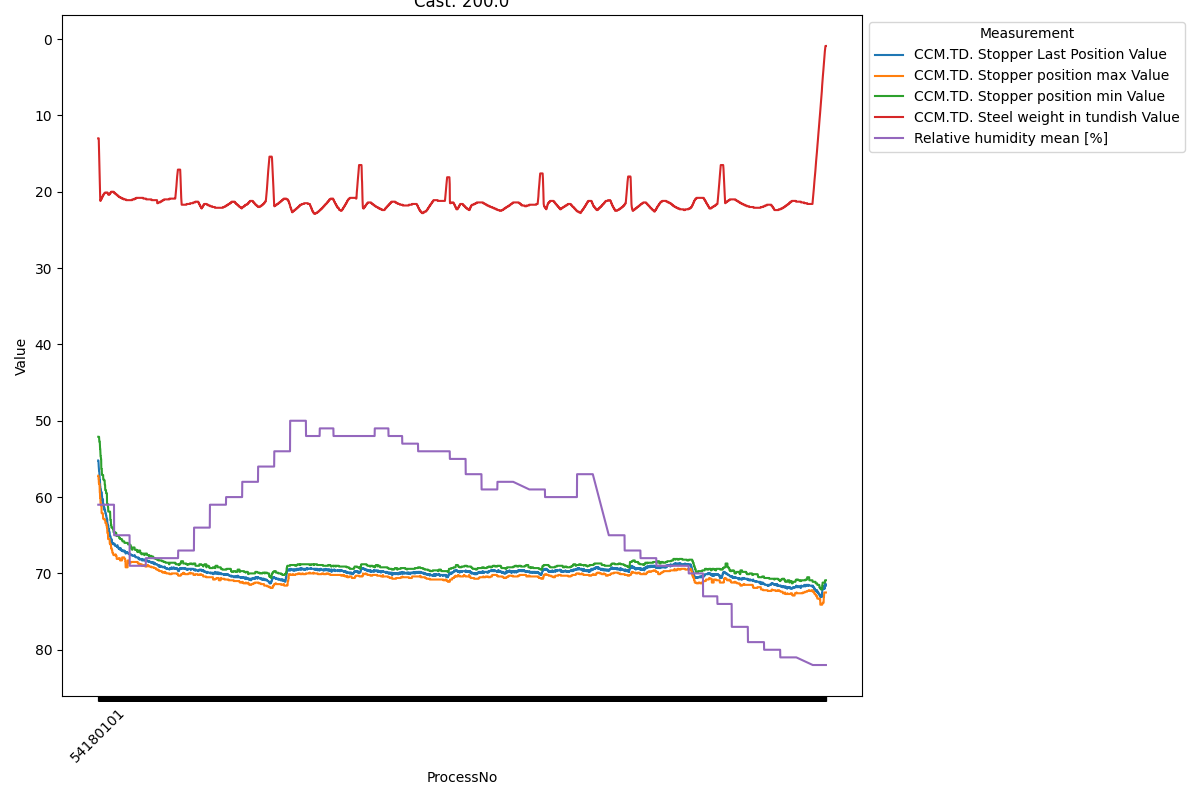 Cast: 200.0
Measurement
CCM.TD. Stopper Last Position Value
CCM.TD. Stopper position max Value
CCM.TD. Stopper position min Value
CCM.TD. Steel weight in tundish Value
Relative humidity mean [%]
Value
0
10
20
30
40
50
60
70
80
54180101
ProcessNo